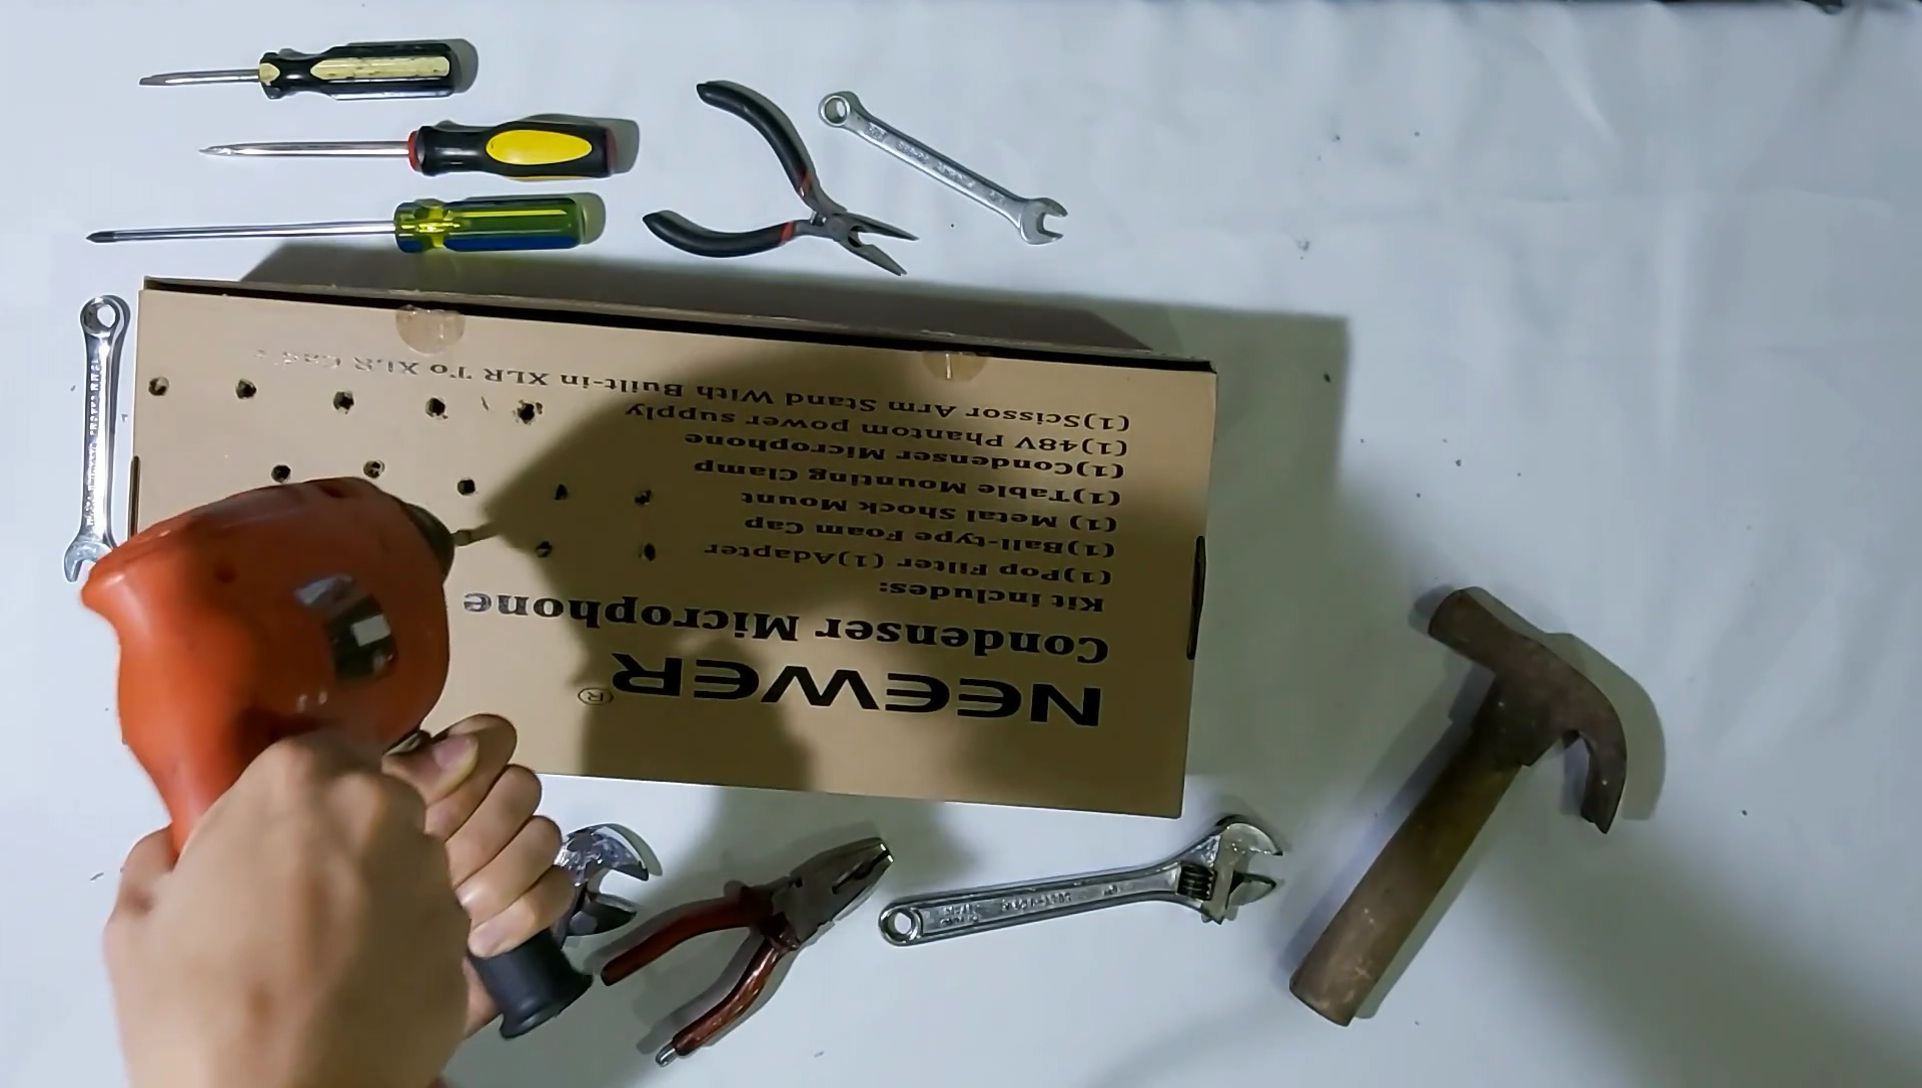 NEEWER®
Condenser Microphone
Kit includes:
(1)Pop Filter (1)Adapter
(1)Ball-type Foam Cap
(1) Metal Shock Mount
(1)Table Mounting Clamp
(1)Condenser Microphone
(1)48V Phantom power supply
(1)Scissor Arm Stand With Built-in XLR To XLR